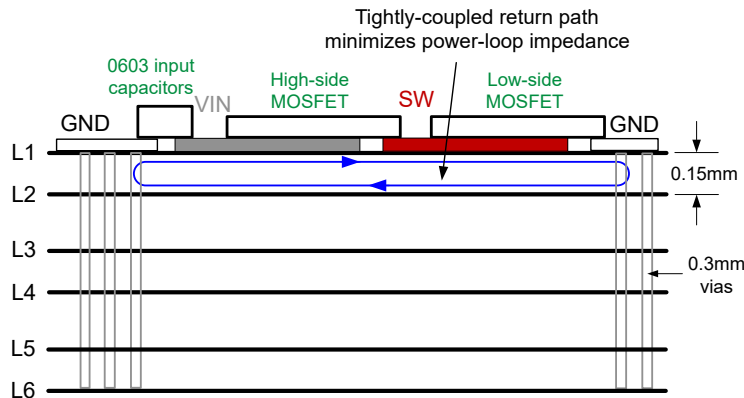 Tightly-coupled return path
minimizes power-loop impedance
0603 input
capacitors
VIN
High-side
MOSFET
SW
Low-side
MOSFET
GND
GND
L1
0.15mm
L2
L3
0.3mm
vias
L4
L5
L6